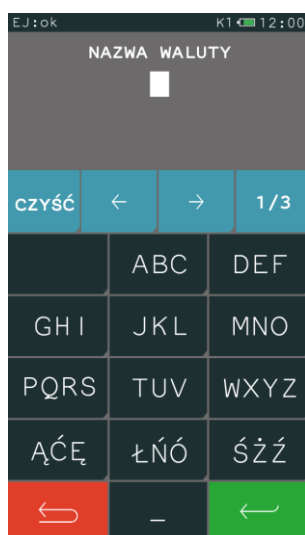 EJ:ok K1 12:00
NAZWA WALUTY
CZYŚĆ ← → 1/3
ABC DEF
GHI JKL MNO
PQRS TUV WXYZ
ĄĆĘ ŁŃÓ ŚŻŹ
_